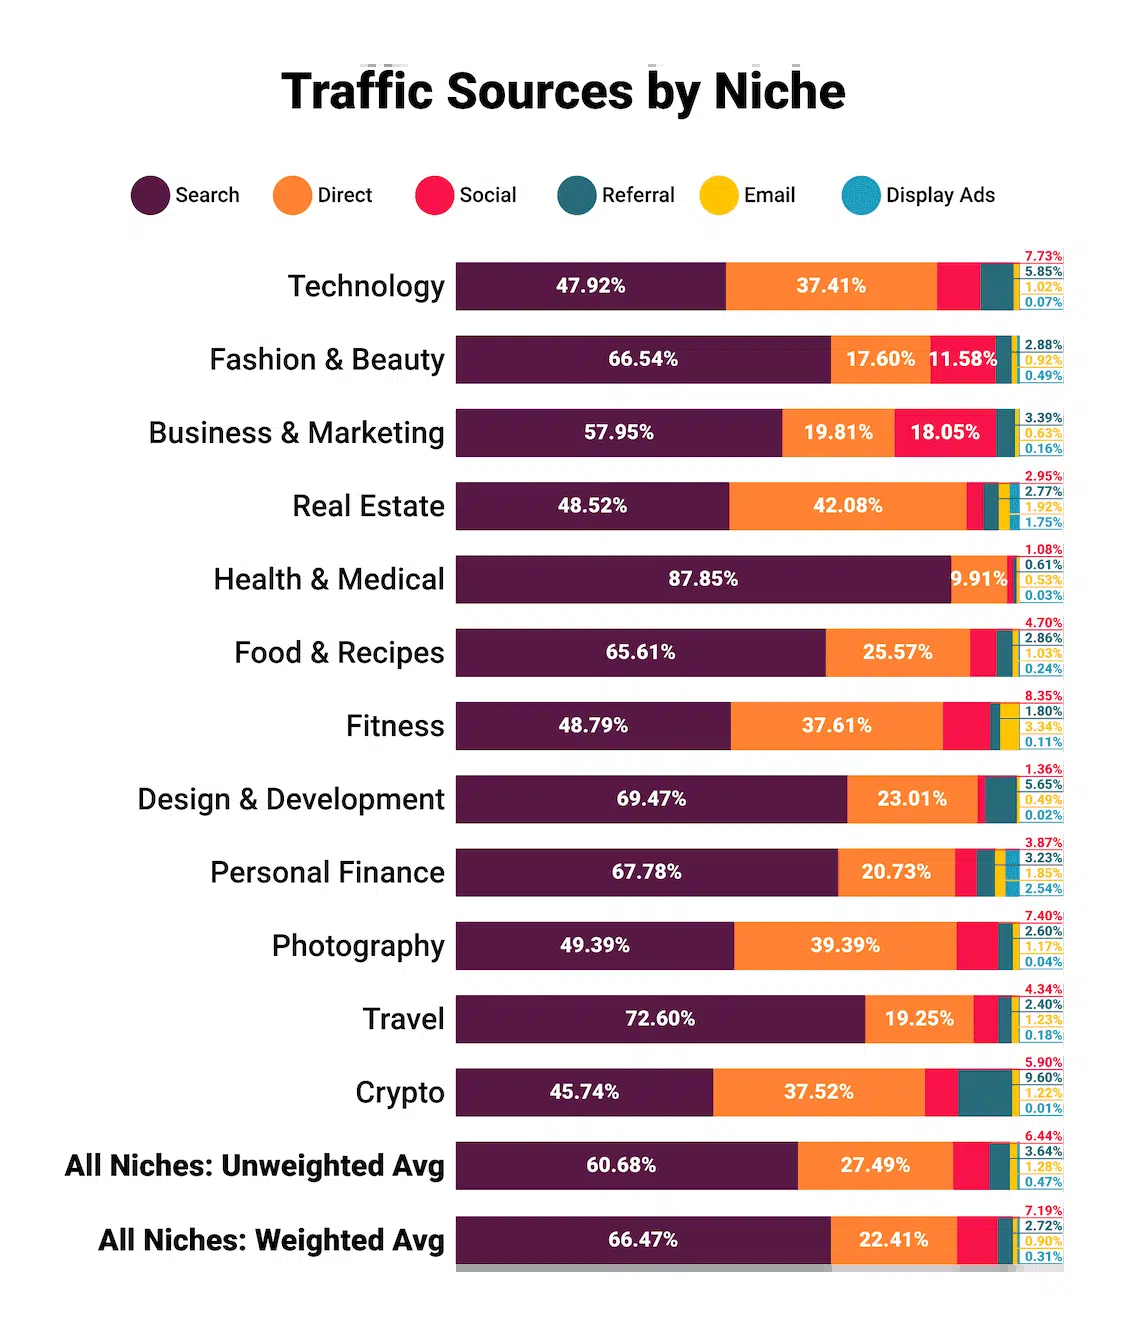 Traffic Sources by Niche
Search Direct Social Referral Email Display Ads
Technology 47.92% 37.41% 7.73% 5.85% 1.02% 0.07%
Fashion & Beauty 66.54% 17.60% 11.58% 2.88% 0.92% 0.49%
Business & Marketing 57.95% 19.81% 18.05% 3.39% 0.63% 0.16%
Real Estate 48.52% 42.08% 2.95% 2.77% 1.92% 1.75%
Health & Medical 87.85% 9.91% 1.08% 0.61% 0.53% 0.03%
Food & Recipes 65.61% 25.57% 4.70% 2.86% 1.03% 0.24%
Fitness 48.79% 37.61% 8.35% 1.80% 3.34% 0.11%
Design & Development 69.47% 23.01% 1.36% 5.65% 0.49% 0.02%
Personal Finance 67.78% 20.73% 3.87% 3.23% 1.85% 2.54%
Photography 49.39% 39.39% 7.40% 2.60% 1.17% 0.04%
Travel 72.60% 19.25% 4.34% 2.40% 1.23% 0.18%
Crypto 45.74% 37.52% 5.90% 9.60% 1.22% 0.01%
All Niches: Unweighted Avg 60.68% 27.49% 6.44% 3.64% 1.28% 0.47%
All Niches: Weighted Avg 66.47% 22.41% 7.19% 2.72% 0.90% 0.31%